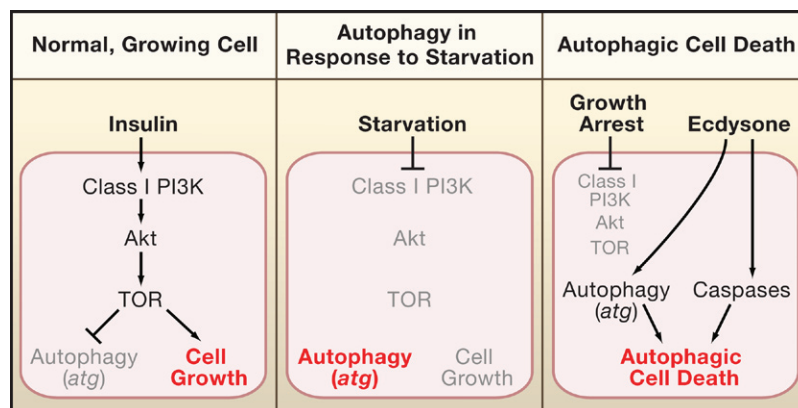 Normal, Growing Cell
Insulin
Class I PI3K
Akt
TOR
Autophagy
(atg)
Cell
Growth
Autophagy in
Response to Starvation
Starvation
Class I PI3K
Akt
TOR
Autophagy
(atg)
Cell
Growth
Autophagic Cell Death
Growth
Arrest
Ecdysone
Class I
PI3K
Akt
TOR
Autophagy
(atg)
Caspases
Autophagic
Cell Death